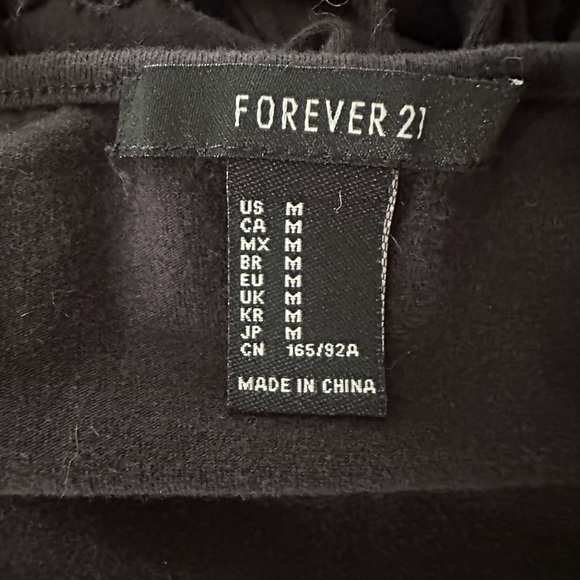 FOREVER 21
US M
CA M
MX M
BR M
EU M
UK M
KR M
JP M
CN 165/92A
MADE IN CHINA